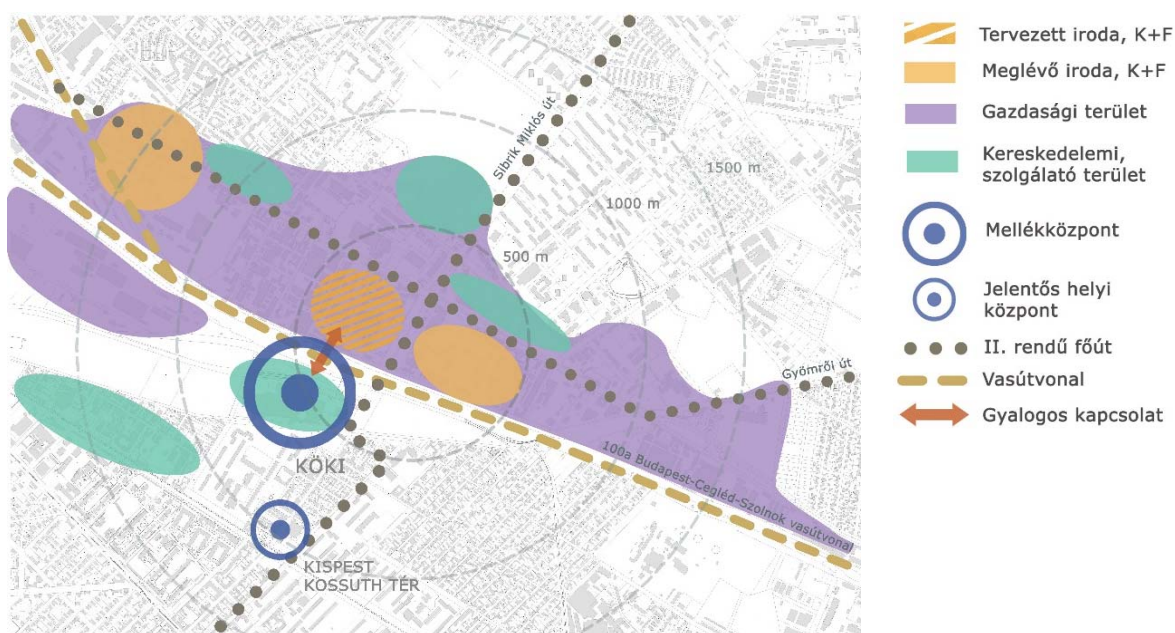 Sibrik Miklós út
500 m
1000 m
1500 m
Gyömrői út
100a Budapest-Cegléd-Szolnok vasútvonal
KÖKI
KISPEST
KOSSUTH TÉR
Tervezett iroda, K+F
Meglévő iroda, K+F
Gazdasági terület
Kereskedelmi,
szolgálató terület
Mellékközpont
Jelentős helyi
központ
II. rendű főút
Vasútvonal
Gyalogos kapcsolat